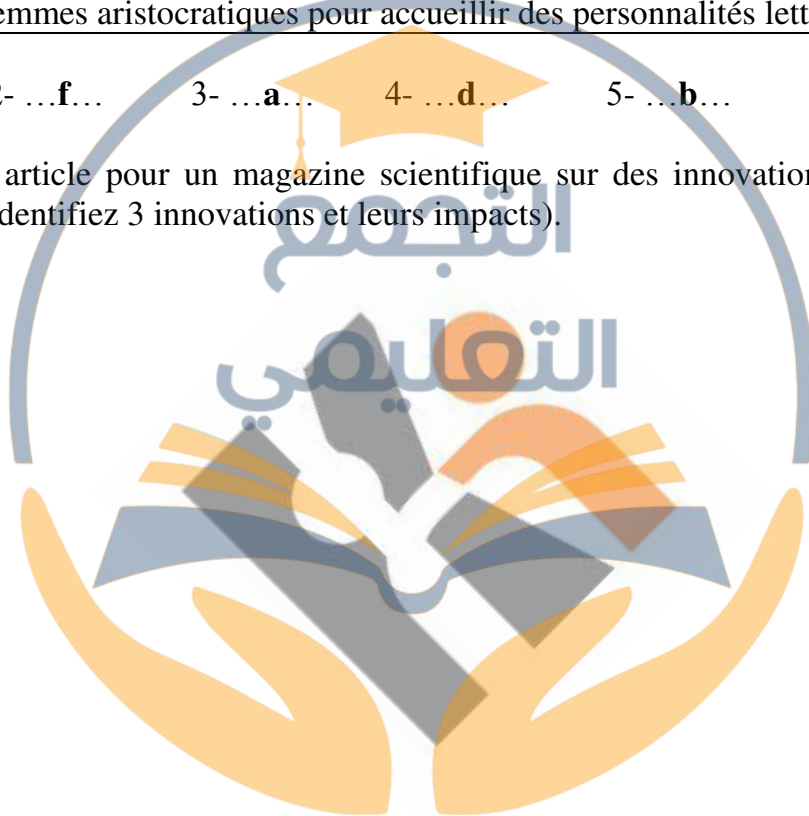 emmes aristocratiques pour accueillir des personnalités lett
- …f… 3- …a… 4- …d… 5- …b…
article pour un magazine scientifique sur des innovation
dentifiez 3 innovations et leurs impacts).
التجمع
التعليمي